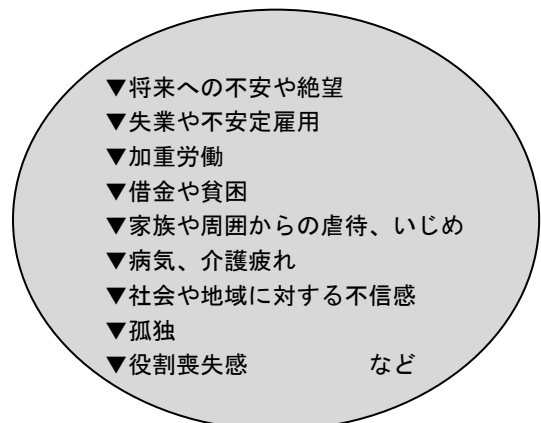 ▼将来への不安や絶望
▼失業や不安定雇用
▼加重労働
▼借金や貧困
▼家族や周囲からの虐待、いじめ
▼病気、介護疲れ
▼社会や地域に対する不信感
▼孤独
▼役割喪失感　　　　　など